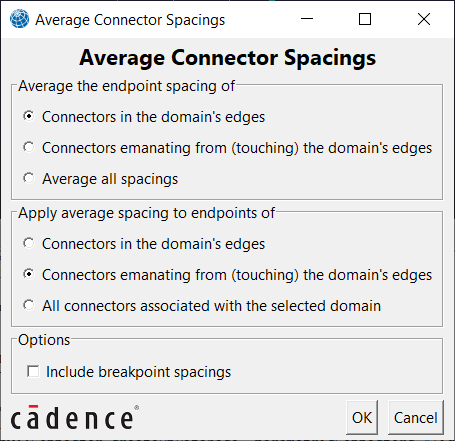 Average Connector Spacings
Average Connector Spacings
Average the endpoint spacing of
Connectors in the domain's edges
Connectors emanating from (touching) the domain's edges
Average all spacings
Apply average spacing to endpoints of
Connectors in the domain's edges
Connectors emanating from (touching) the domain's edges
All connectors associated with the selected domain
Options
Include breakpoint spacings
cādence®
OK Cancel